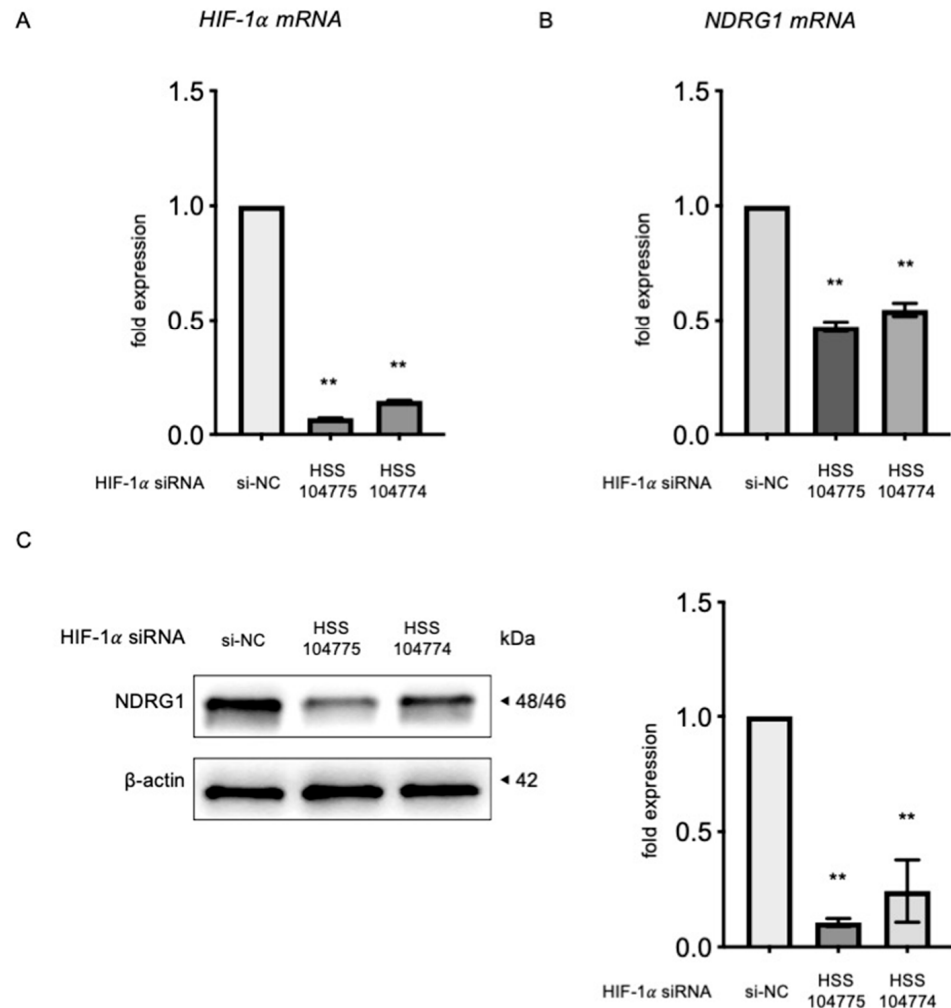 A
HIF-1α mRNA
1.5
1.0
0.5
0.0
fold expression
**
**
HIF-1α siRNA
si-NC
HSS
104775
HSS
104774
B
NDRG1 mRNA
1.5
1.0
0.5
0.0
fold expression
**
**
HIF-1α siRNA
si-NC
HSS
104775
HSS
104774
C
HIF-1α siRNA
si-NC
HSS
104775
HSS
104774
kDa
NDRG1
◄ 48/46
β-actin
◄ 42
1.5
1.0
0.5
0.0
fold expression
**
**
HIF-1α siRNA
si-NC
HSS
104775
HSS
104774